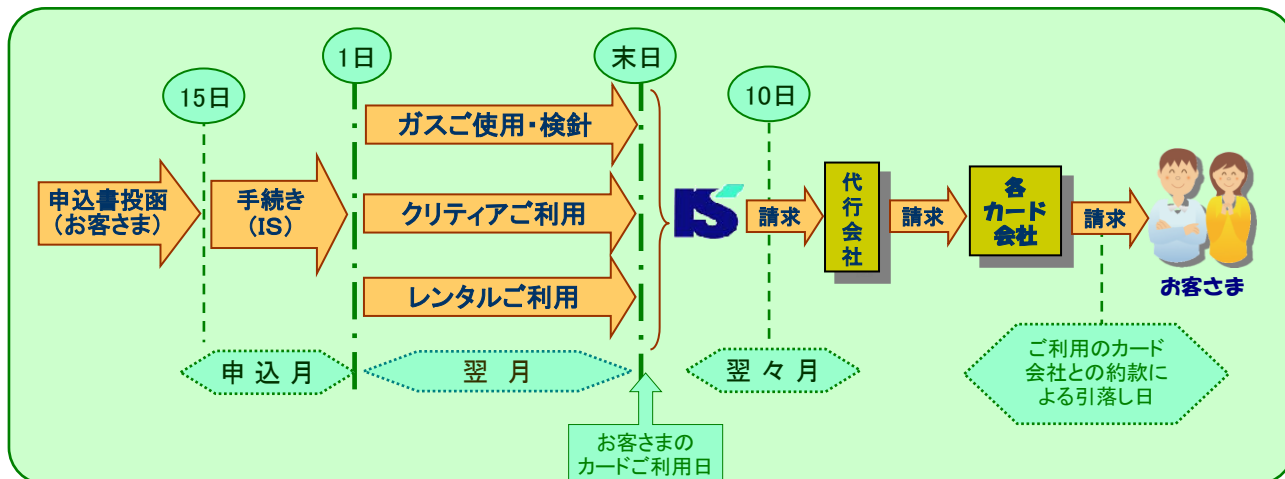 15日
1日
末日
10日
申込書投函
（お客さま）
手続き
（IS）
ガスご使用・検針
クリティアご利用
レンタルご利用
IS
請求
代行会社
請求
各
カード
会社
請求
お客さま
申込月
翌月
翌々月
ご利用のカード
会社との約款に
よる引落し日
お客さまの
カードご利用日